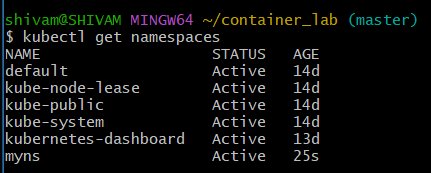 shivam@SHIVAM MINGW64 ~/container_lab (master)
$ kubectl get namespaces
NAME                   STATUS   AGE
default                Active   14d
kube-node-lease        Active   14d
kube-public            Active   14d
kube-system            Active   14d
kubernetes-dashboard   Active   13d
myns                   Active   25s